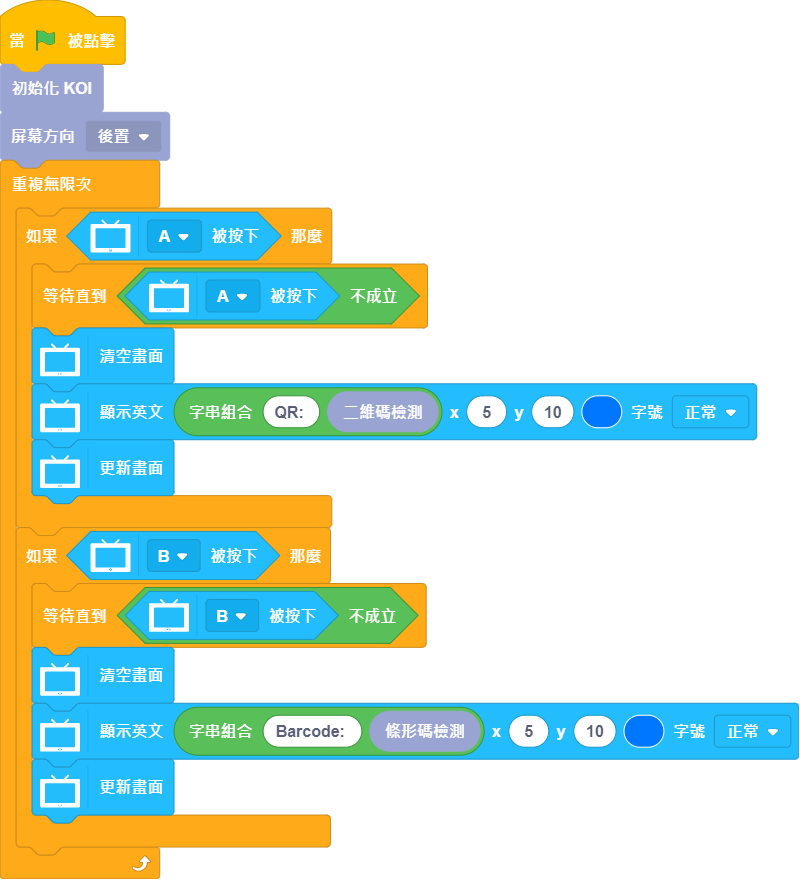 當 被點擊
初始化 KOI
屏幕方向 後置
重複無限次
如果 A 被按下 那麼
等待直到 A 被按下 不成立
清空畫面
顯示英文 字串組合 QR: 二維碼檢測 x 5 y 10 字號 正常
更新畫面
如果 B 被按下 那麼
等待直到 B 被按下 不成立
清空畫面
顯示英文 字串組合 Barcode: 條形碼檢測 x 5 y 10 字號 正常
更新畫面